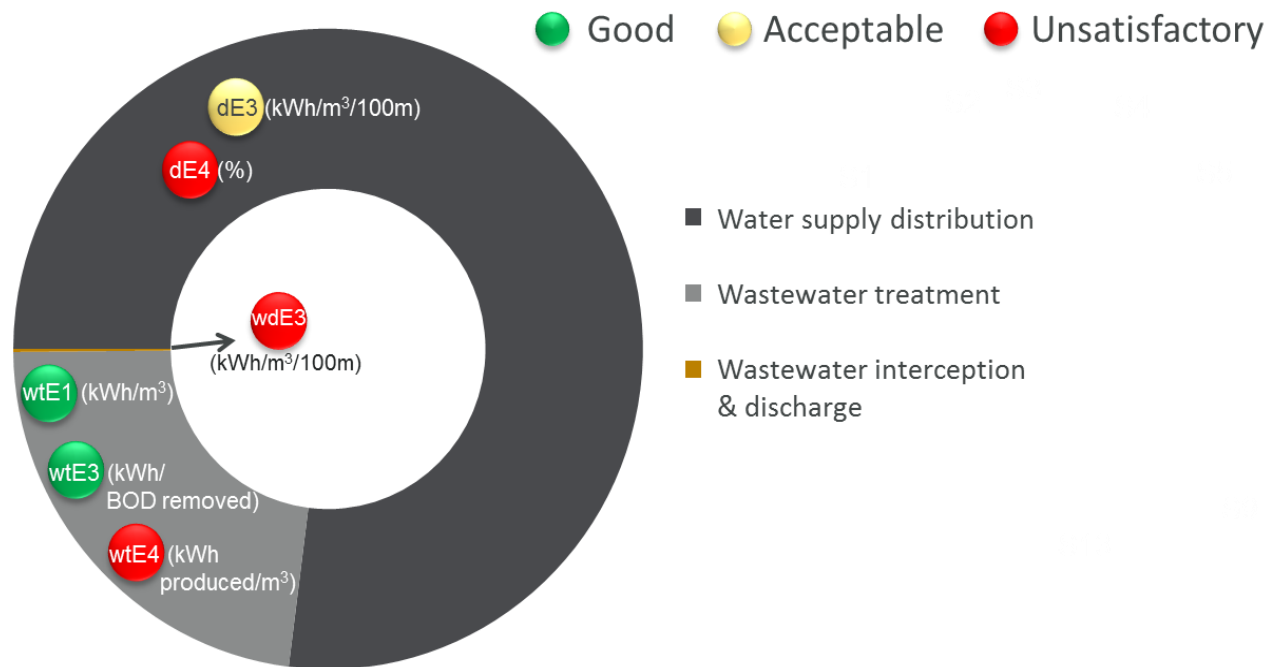 Good Acceptable Unsatisfactory
dE3 (kWh/m³/100m)
dE4 (%)
wdE3
(kWh/m³/100m)
wtE1 (kWh/m³)
wtE3 (kWh/
BOD removed)
wtE4 (kWh
produced/m³)
Water supply distribution
Wastewater treatment
Wastewater interception
& discharge